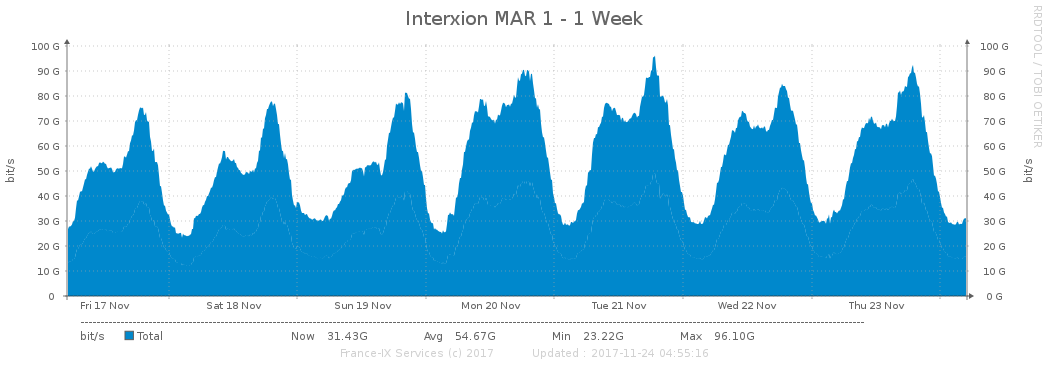 Interxion MAR 1 - 1 Week
RRDTOOL / TOBI OETIKER
100 G 100 G
90 G 90 G
80 G 80 G
70 G 70 G
60 G 60 G
50 G 50 G
40 G 40 G
30 G 30 G
20 G 20 G
10 G 10 G
0 0 G
bit/s bit/s
Fri 17 Nov Sat 18 Nov Sun 19 Nov Mon 20 Nov Tue 21 Nov Wed 22 Nov Thu 23 Nov
bit/s Total Now 31.43G Avg 54.67G Min 23.22G Max 96.10G
France-IX Services (c) 2017 Updated : 2017-11-24 04:55:16